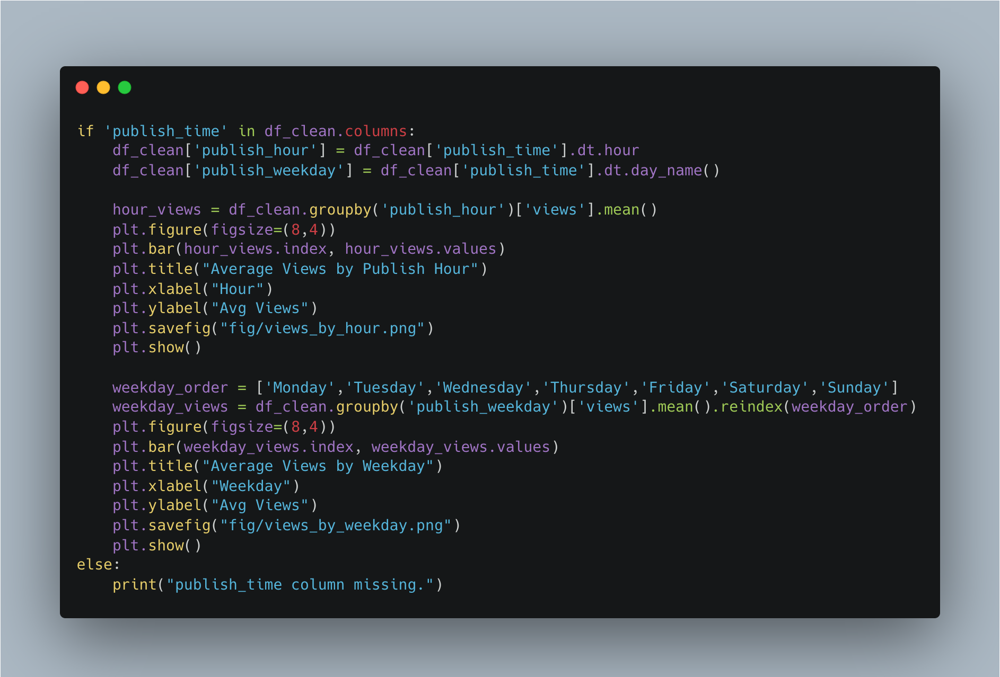 if 'publish_time' in df_clean.columns:
    df_clean['publish_hour'] = df_clean['publish_time'].dt.hour
    df_clean['publish_weekday'] = df_clean['publish_time'].dt.day_name()

    hour_views = df_clean.groupby('publish_hour')['views'].mean()
    plt.figure(figsize=(8,4))
    plt.bar(hour_views.index, hour_views.values)
    plt.title("Average Views by Publish Hour")
    plt.xlabel("Hour")
    plt.ylabel("Avg Views")
    plt.savefig("fig/views_by_hour.png")
    plt.show()

    weekday_order = ['Monday','Tuesday','Wednesday','Thursday','Friday','Saturday','Sunday']
    weekday_views = df_clean.groupby('publish_weekday')['views'].mean().reindex(weekday_order)
    plt.figure(figsize=(8,4))
    plt.bar(weekday_views.index, weekday_views.values)
    plt.title("Average Views by Weekday")
    plt.xlabel("Weekday")
    plt.ylabel("Avg Views")
    plt.savefig("fig/views_by_weekday.png")
    plt.show()
else:
    print("publish_time column missing.")